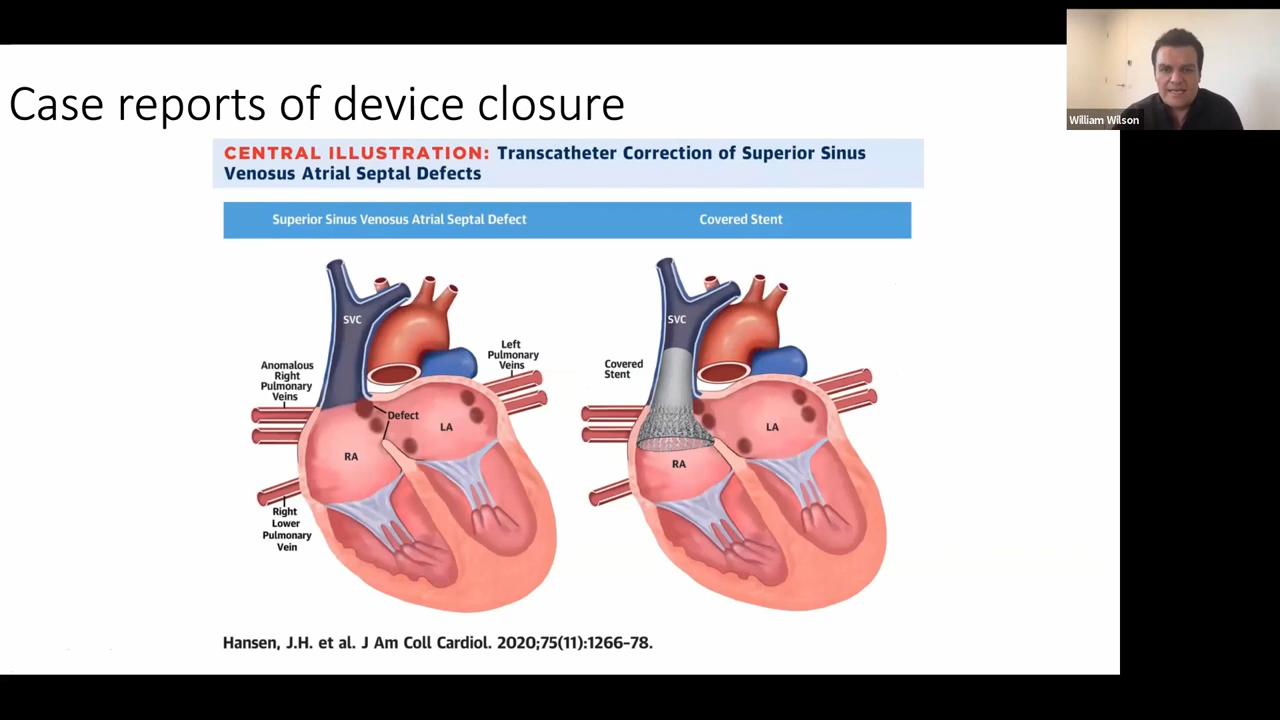 Case reports of device closure
William Wilson
CENTRAL ILLUSTRATION: Transcatheter Correction of Superior Sinus
Venosus Atrial Septal Defects
Superior Sinus Venosus Atrial Septal Defect
Covered Stent
SVC
Anomalous
Right
Pulmonary
Veins
Left
Pulmonary
Veins
Defect
LA
RA
Right
Lower
Pulmonary
Vein
SVC
Covered
Stent
LA
RA
Hansen, J.H. et al. J Am Coll Cardiol. 2020;75(11):1266–78.